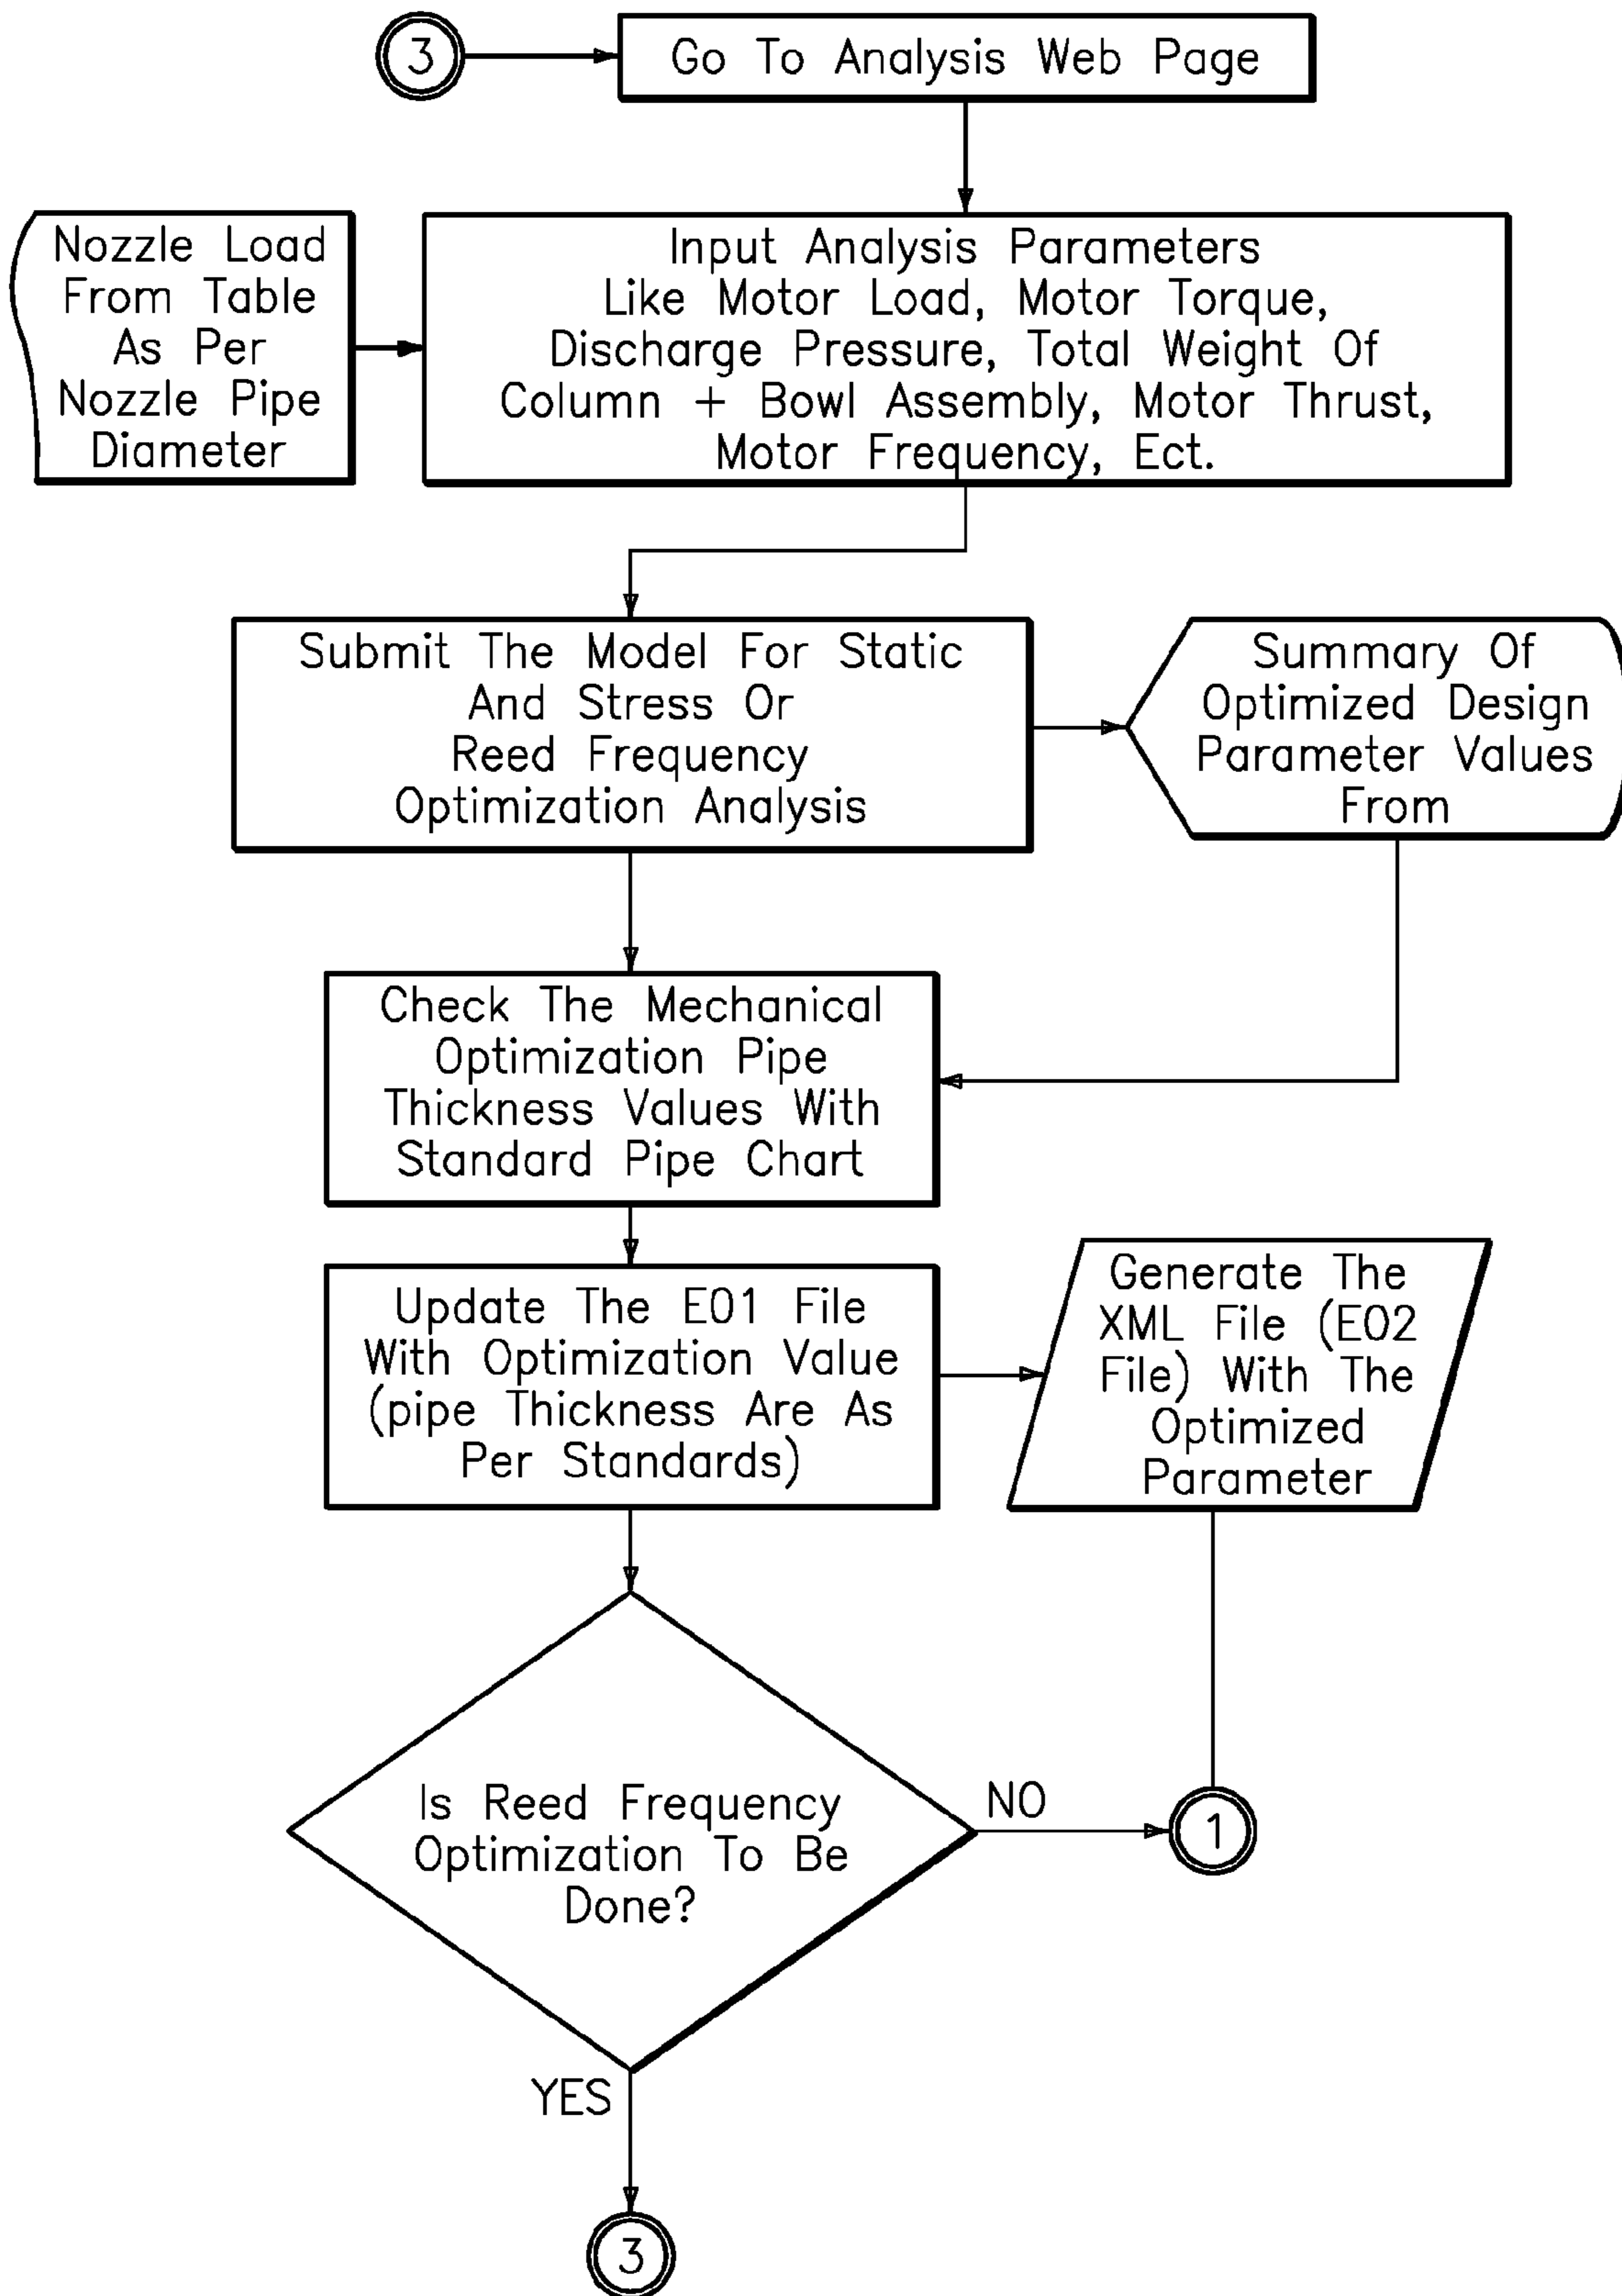 3
Go To Analysis Web Page
Nozzle Load
From Table
As Per
Nozzle Pipe
Diameter
Input Analysis Parameters
Like Motor Load, Motor Torque,
Discharge Pressure, Total Weight Of
Column + Bowl Assembly, Motor Thrust,
Motor Frequency, Ect.
Submit The Model For Static
And Stress Or
Reed Frequency
Optimization Analysis
Summary Of
Optimized Design
Parameter Values
From
Check The Mechanical
Optimization Pipe
Thickness Values With
Standard Pipe Chart
Update The E01 File
With Optimization Value
(pipe Thickness Are As
Per Standards)
Generate The
XML File (E02
File) With The
Optimized
Parameter
Is Reed Frequency
Optimization To Be
Done?
NO
1
YES
3